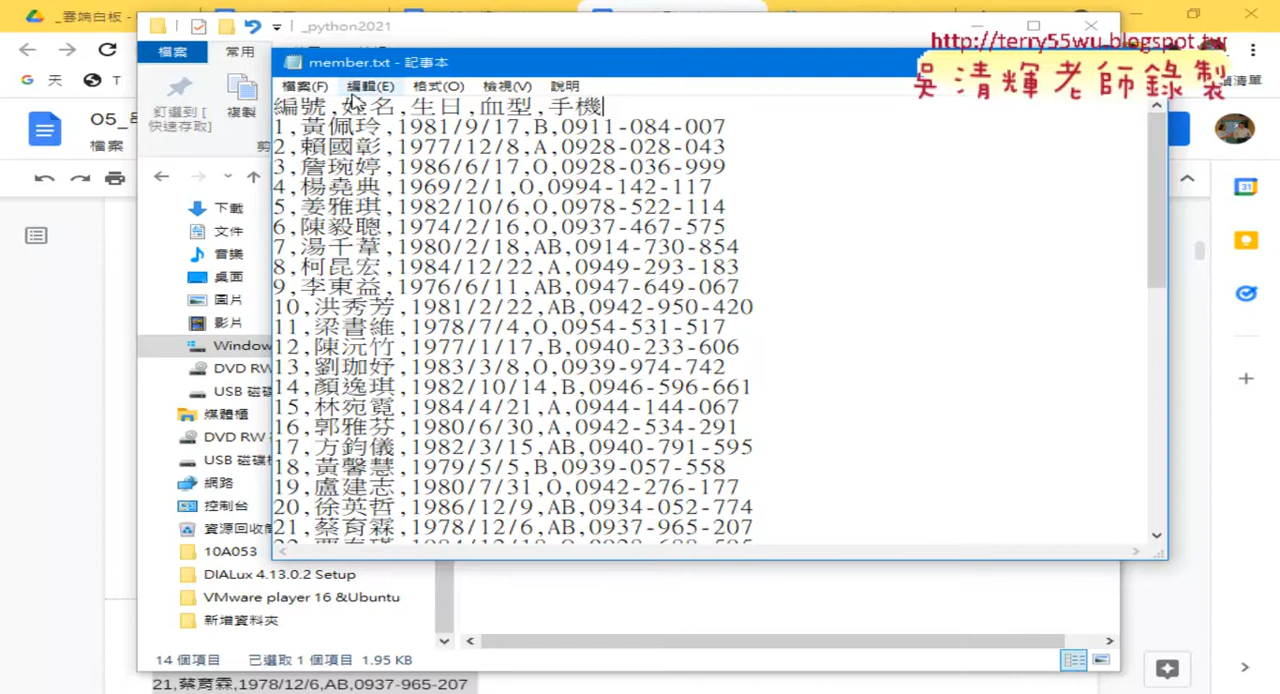 _雲端白板 -
_python2021
http://terry55wu.blogspot.tw
吳清輝老師錄製
檔案
常用
member.txt - 記事本
檔案(F) 編輯(E) 格式(O) 檢視(V) 說明
釘選到 [
快速存取]
複製
檔案
編號,姓名,生日,血型,手機
1,黃佩玲,1981/9/17,B,0911-084-007
2,賴國彰,1977/12/8,A,0928-028-043
3,詹琬婷,1986/6/17,O,0928-036-999
4,楊堯典,1969/2/1,O,0994-142-117
5,姜雅琪,1982/10/6,O,0978-522-114
6,陳毅聰,1974/2/16,O,0937-467-575
7,湯千葦,1980/2/18,AB,0914-730-854
8,柯昆宏,1984/12/22,A,0949-293-183
9,李東益,1976/6/11,AB,0947-649-067
10,洪秀芳,1981/2/22,AB,0942-950-420
11,梁書維,1978/7/4,O,0954-531-517
12,陳沅竹,1977/1/17,B,0940-233-606
13,劉珈妤,1983/3/8,O,0939-974-742
14,顏逸琪,1982/10/14,B,0946-596-661
15,林宛霓,1984/4/21,A,0944-144-067
16,郭雅芬,1980/6/30,A,0942-534-291
17,方鈞儀,1982/3/15,AB,0940-791-595
18,黃馨慧,1979/5/5,B,0939-057-558
19,盧建志,1980/7/31,O,0942-276-177
20,徐英哲,1986/12/9,AB,0934-052-774
21,蔡育霖,1978/12/6,AB,0937-965-207
下載
文件
音樂
桌面
圖片
影片
Window
DVD RW
USB 磁碟
媒體櫃
DVD RW
USB 磁碟
網路
控制台
資源回收筒
10A053
DIALux 4.13.0.2 Setup
VMware player 16 &Ubuntu
新增資料夾
14 個項目 已選取 1 個項目 1.95 KB
21,蔡育霖,1978/12/6,AB,0937-965-207